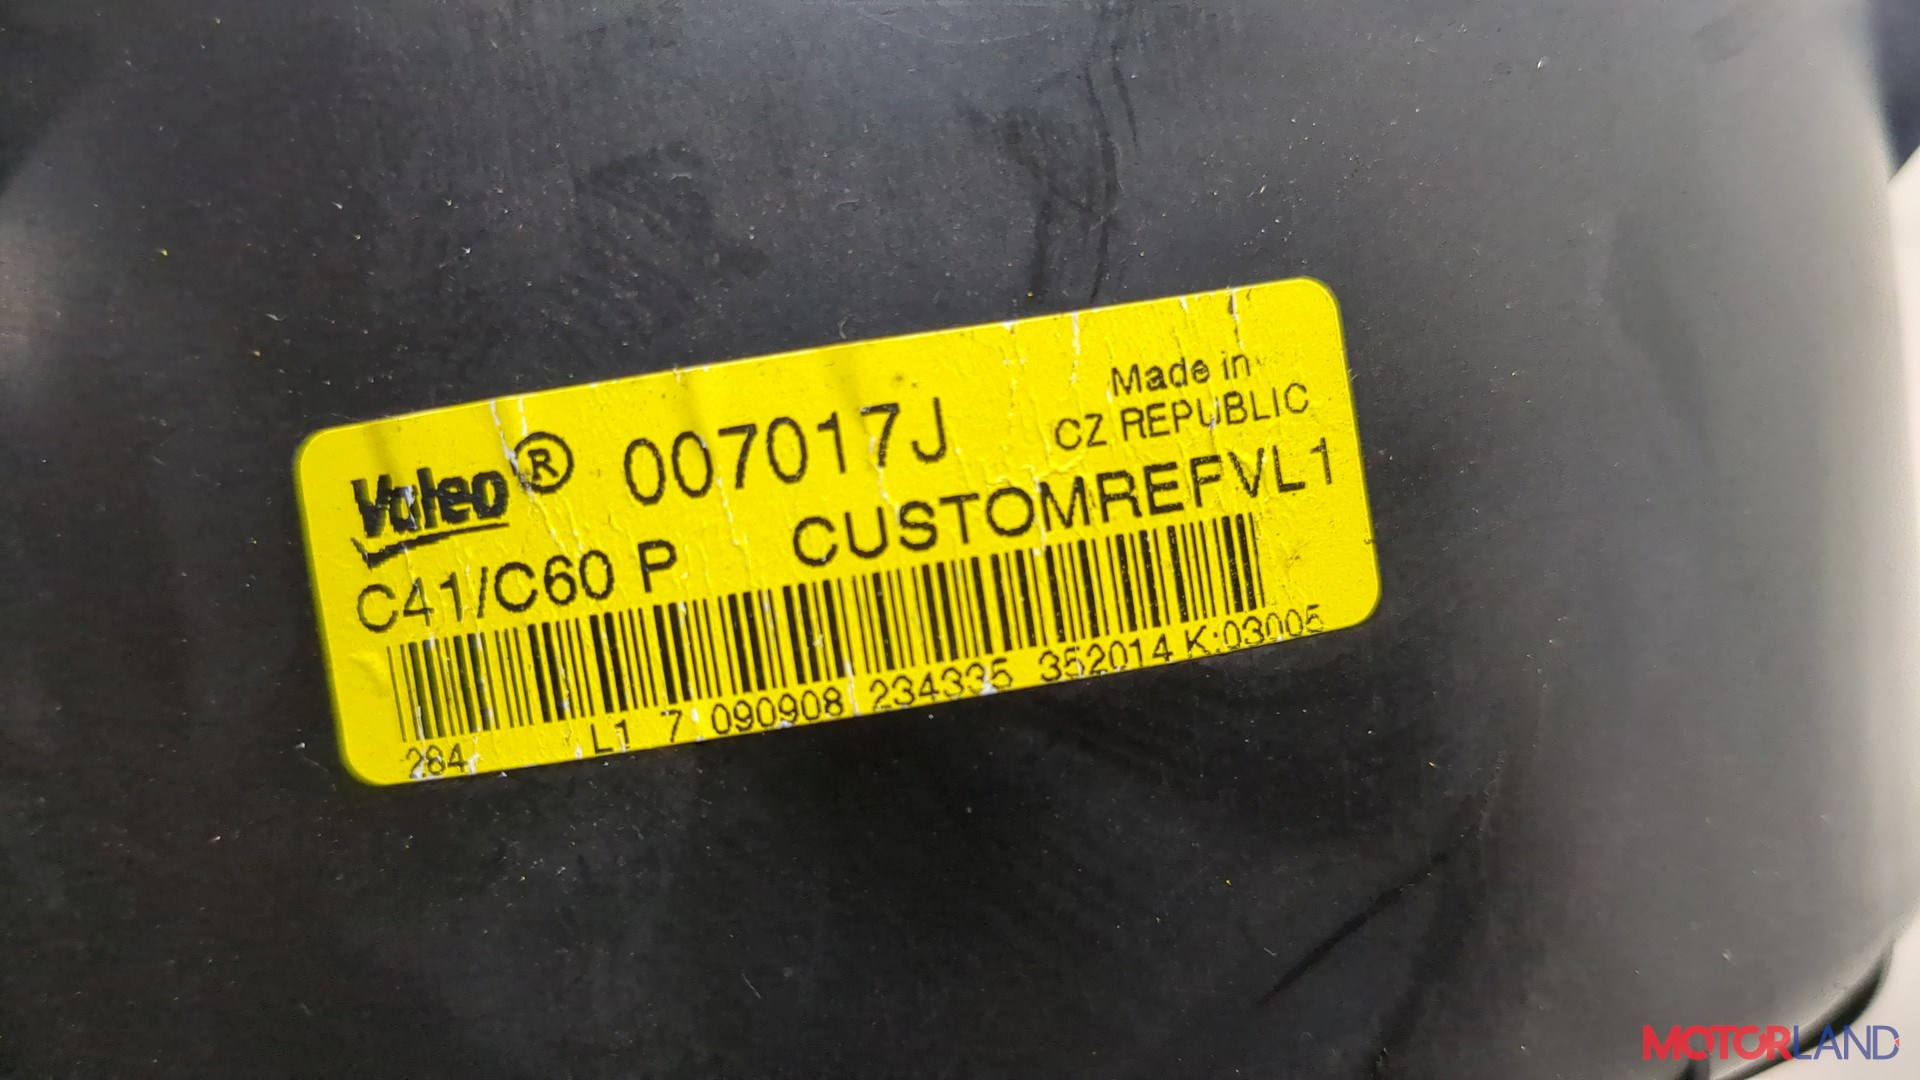 Valeo® 007017J
Made in
CZ REPUBLIC
C41/C60 P CUSTOMREFVL1
284 L1 7 090908 234335 352014 K:03005
MOTORLAND